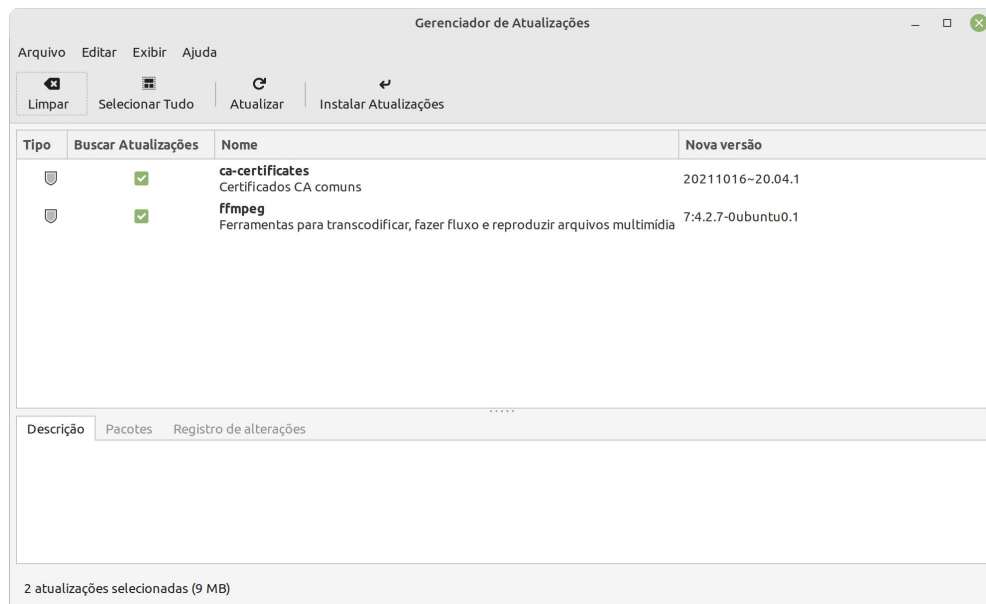 Gerenciador de Atualizações
Arquivo Editar Exibir Ajuda
Limpar Selecionar Tudo Atualizar Instalar Atualizações
Tipo Buscar Atualizações Nome Nova versão
ca-certificates
Certificados CA comuns
20211016~20.04.1
ffmpeg
Ferramentas para transcodificar, fazer fluxo e reproduzir arquivos multimídia
7:4.2.7-0ubuntu0.1
Descrição Pacotes Registro de alterações
2 atualizações selecionadas (9 MB)